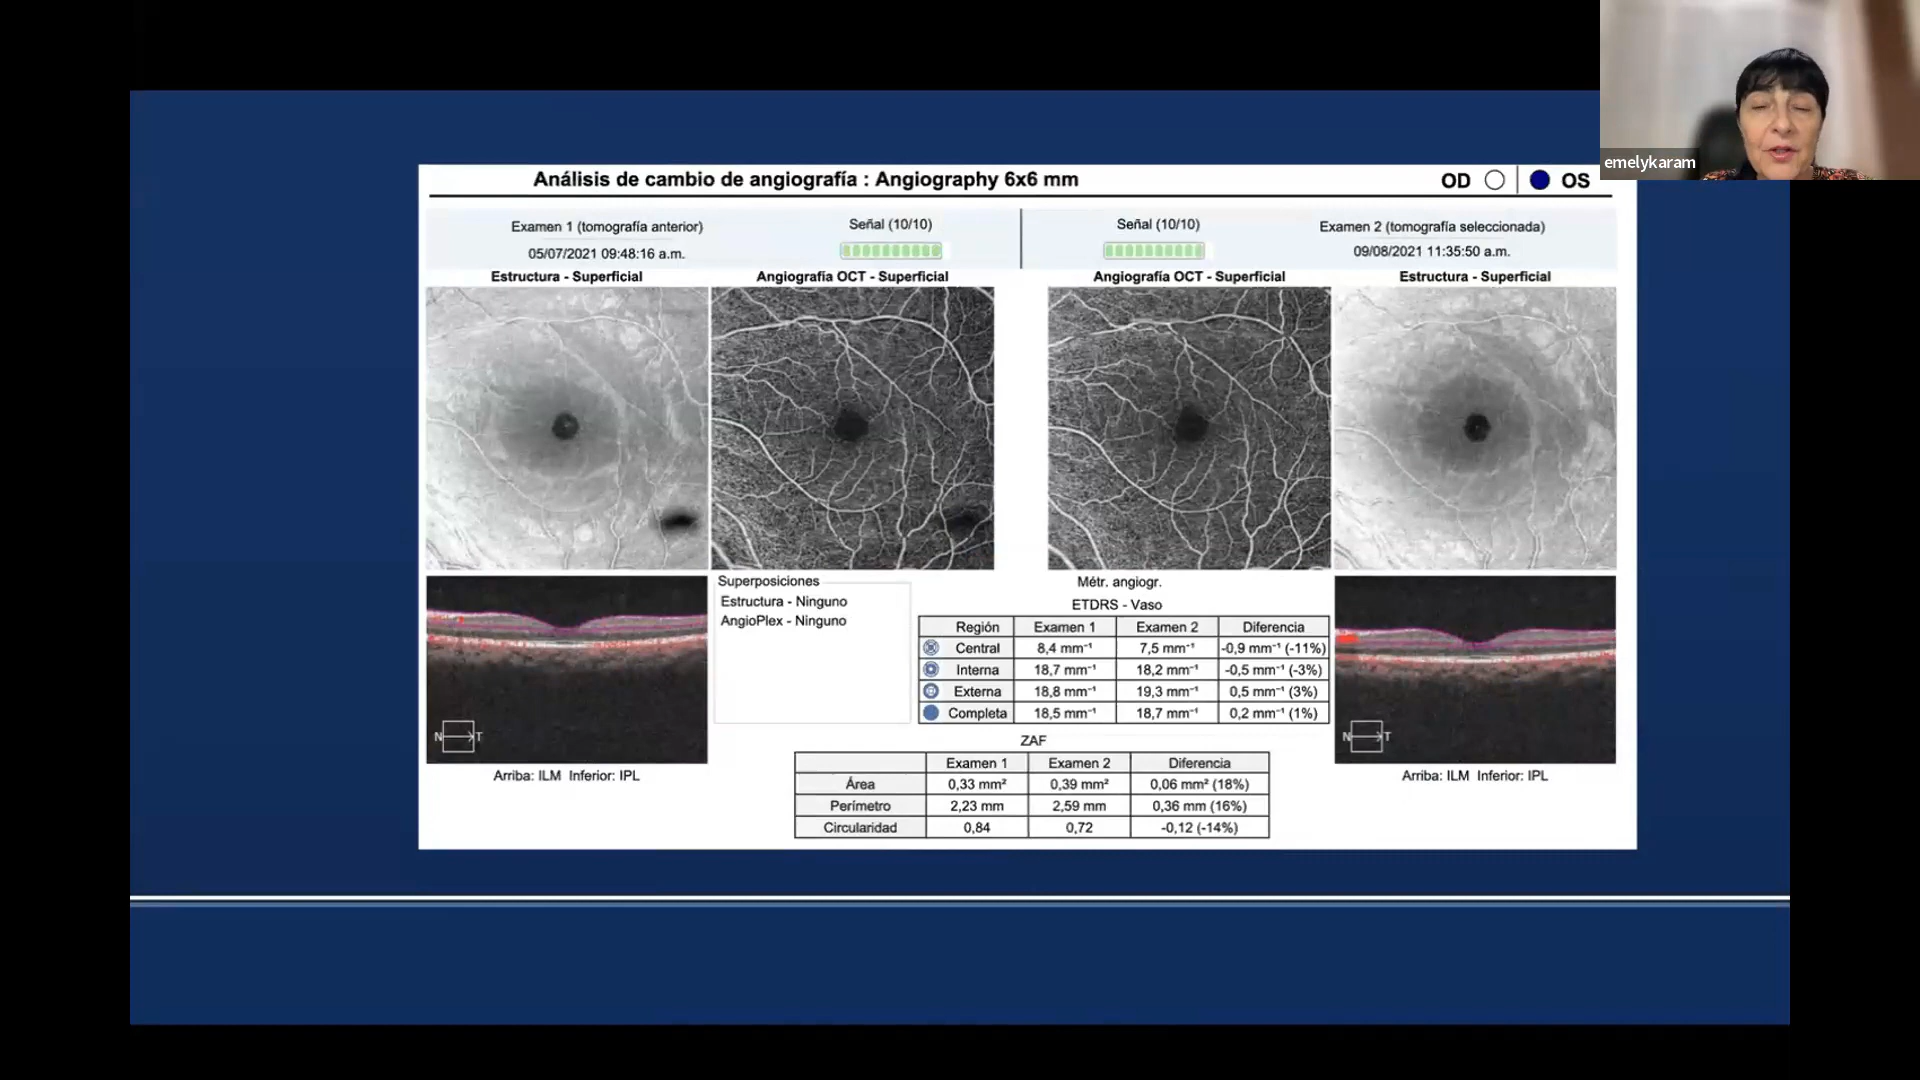 emelykaram
Análisis de cambio de angiografía : Angiography 6x6 mm
OD OS
Examen 1 (tomografía anterior)
05/07/2021 09:48:16 a.m.
Señal (10/10)
Señal (10/10)
Examen 2 (tomografía seleccionada)
09/08/2021 11:35:50 a.m.
Estructura - Superficial
Angiografía OCT - Superficial
Angiografía OCT - Superficial
Estructura - Superficial
Superposiciones
Estructura - Ninguno
AngioPlex - Ninguno
Métr. angiogr.
ETDRS - Vaso
Región Examen 1 Examen 2 Diferencia
Central 8,4 mm⁻¹ 7,5 mm⁻¹ -0,9 mm⁻¹ (-11%)
Interna 18,7 mm⁻¹ 18,2 mm⁻¹ -0,5 mm⁻¹ (-3%)
Externa 18,8 mm⁻¹ 19,3 mm⁻¹ 0,5 mm⁻¹ (3%)
Completa 18,5 mm⁻¹ 18,7 mm⁻¹ 0,2 mm⁻¹ (1%)
N T
N T
Arriba: ILM Inferior: IPL
Arriba: ILM Inferior: IPL
ZAF
Examen 1 Examen 2 Diferencia
Área 0,33 mm² 0,39 mm² 0,06 mm² (18%)
Perímetro 2,23 mm 2,59 mm 0,36 mm (16%)
Circularidad 0,84 0,72 -0,12 (-14%)